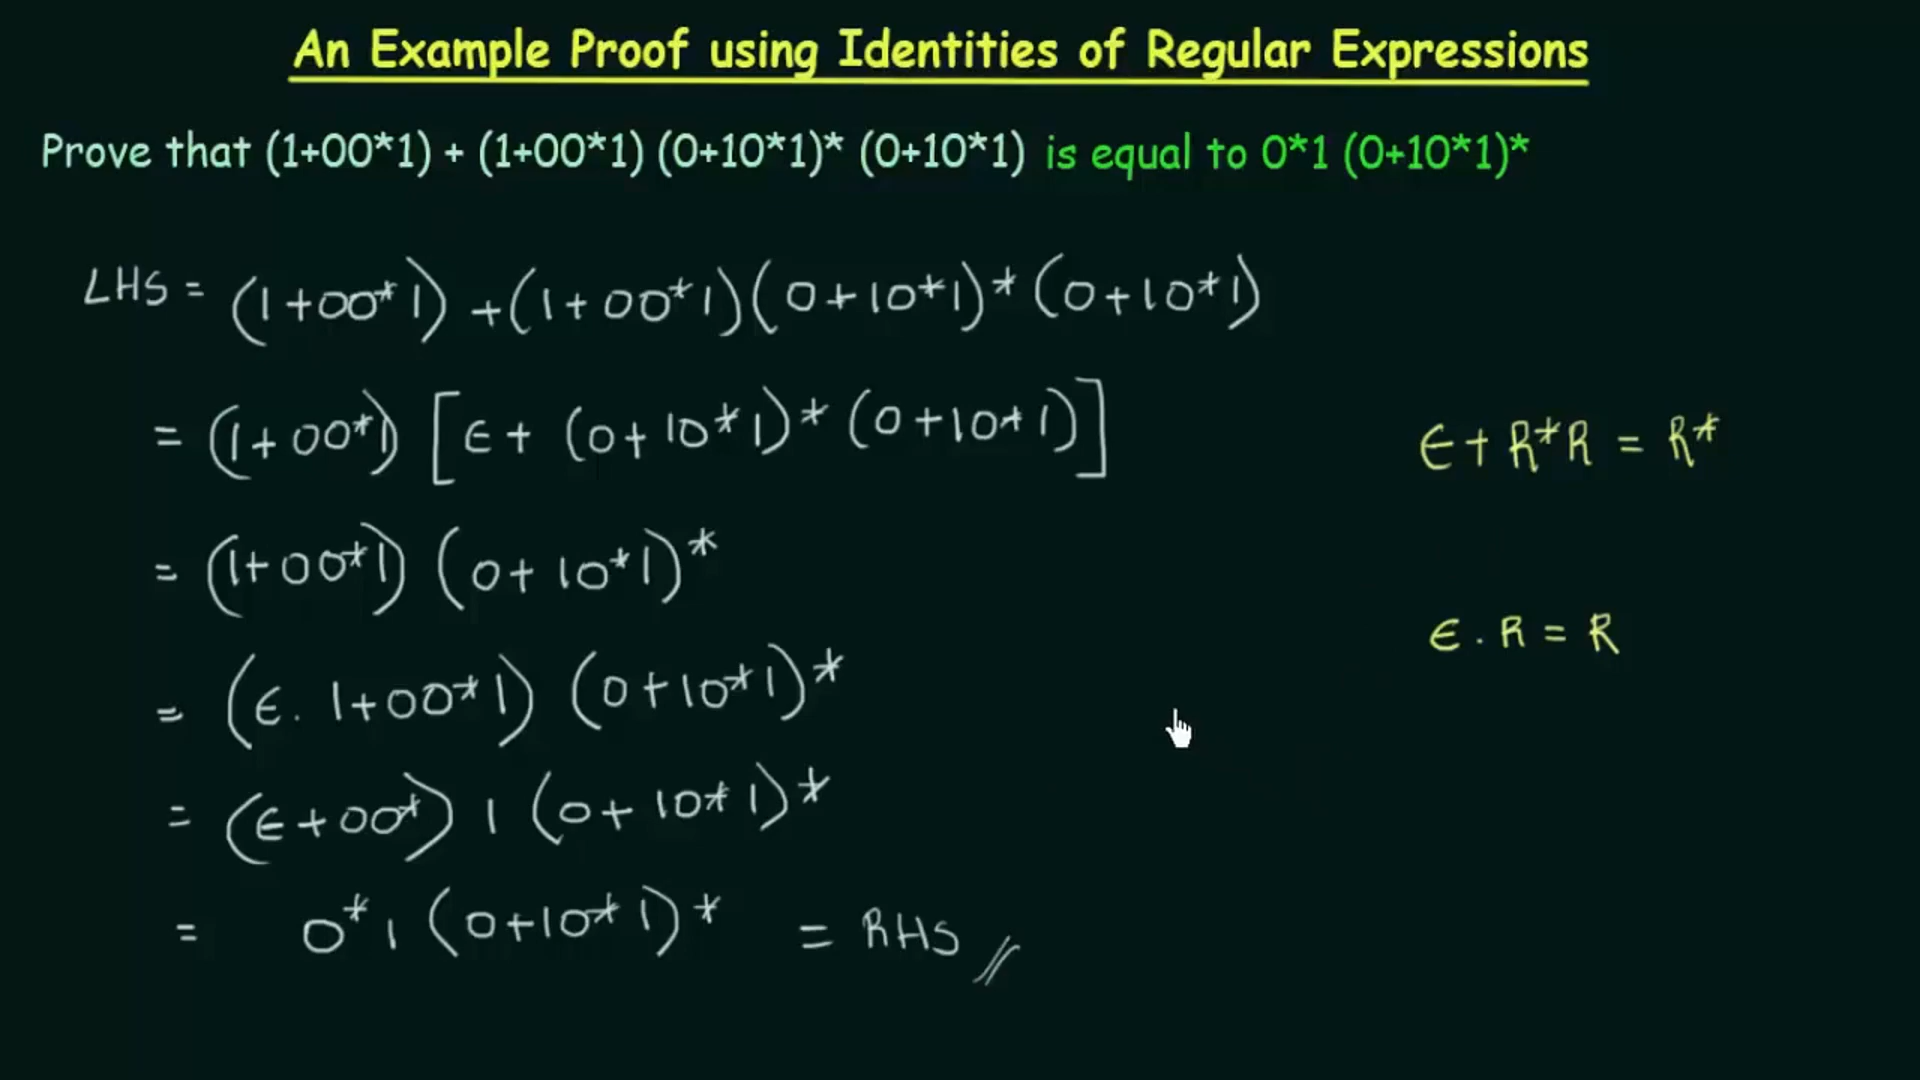 An Example Proof using Identities of Regular Expressions
Prove that (1+00*1) + (1+00*1) (0+10*1)* (0+10*1) is equal to 0*1 (0+10*1)*
LHS = (1+00*1) + (1+00*1)(0+10*1)*(0+10*1)
= (1+00*1) [ϵ+ (0+10*1)* (0+10*1)]
ϵ+ R*R = R*
= (1+00*1) (0+10*1)*
ϵ . R = R
= (ϵ. 1+00*1) (0+10*1)*
= (ϵ+00*) 1 (0+10*1)*
= 0*1 (0+10*1)* = RHS //